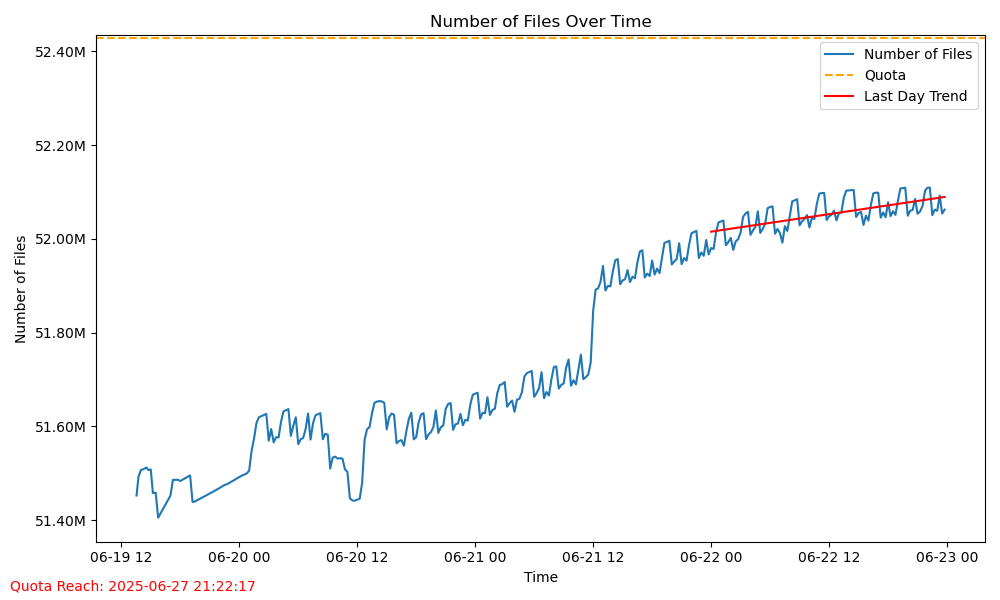 Number of Files Over Time
Number of Files
52.40M
52.20M
52.00M
51.80M
51.60M
51.40M
Number of Files
Quota
Last Day Trend
06-19 12
06-20 00
06-20 12
06-21 00
06-21 12
06-22 00
06-22 12
06-23 00
Time
Quota Reach: 2025-06-27 21:22:17